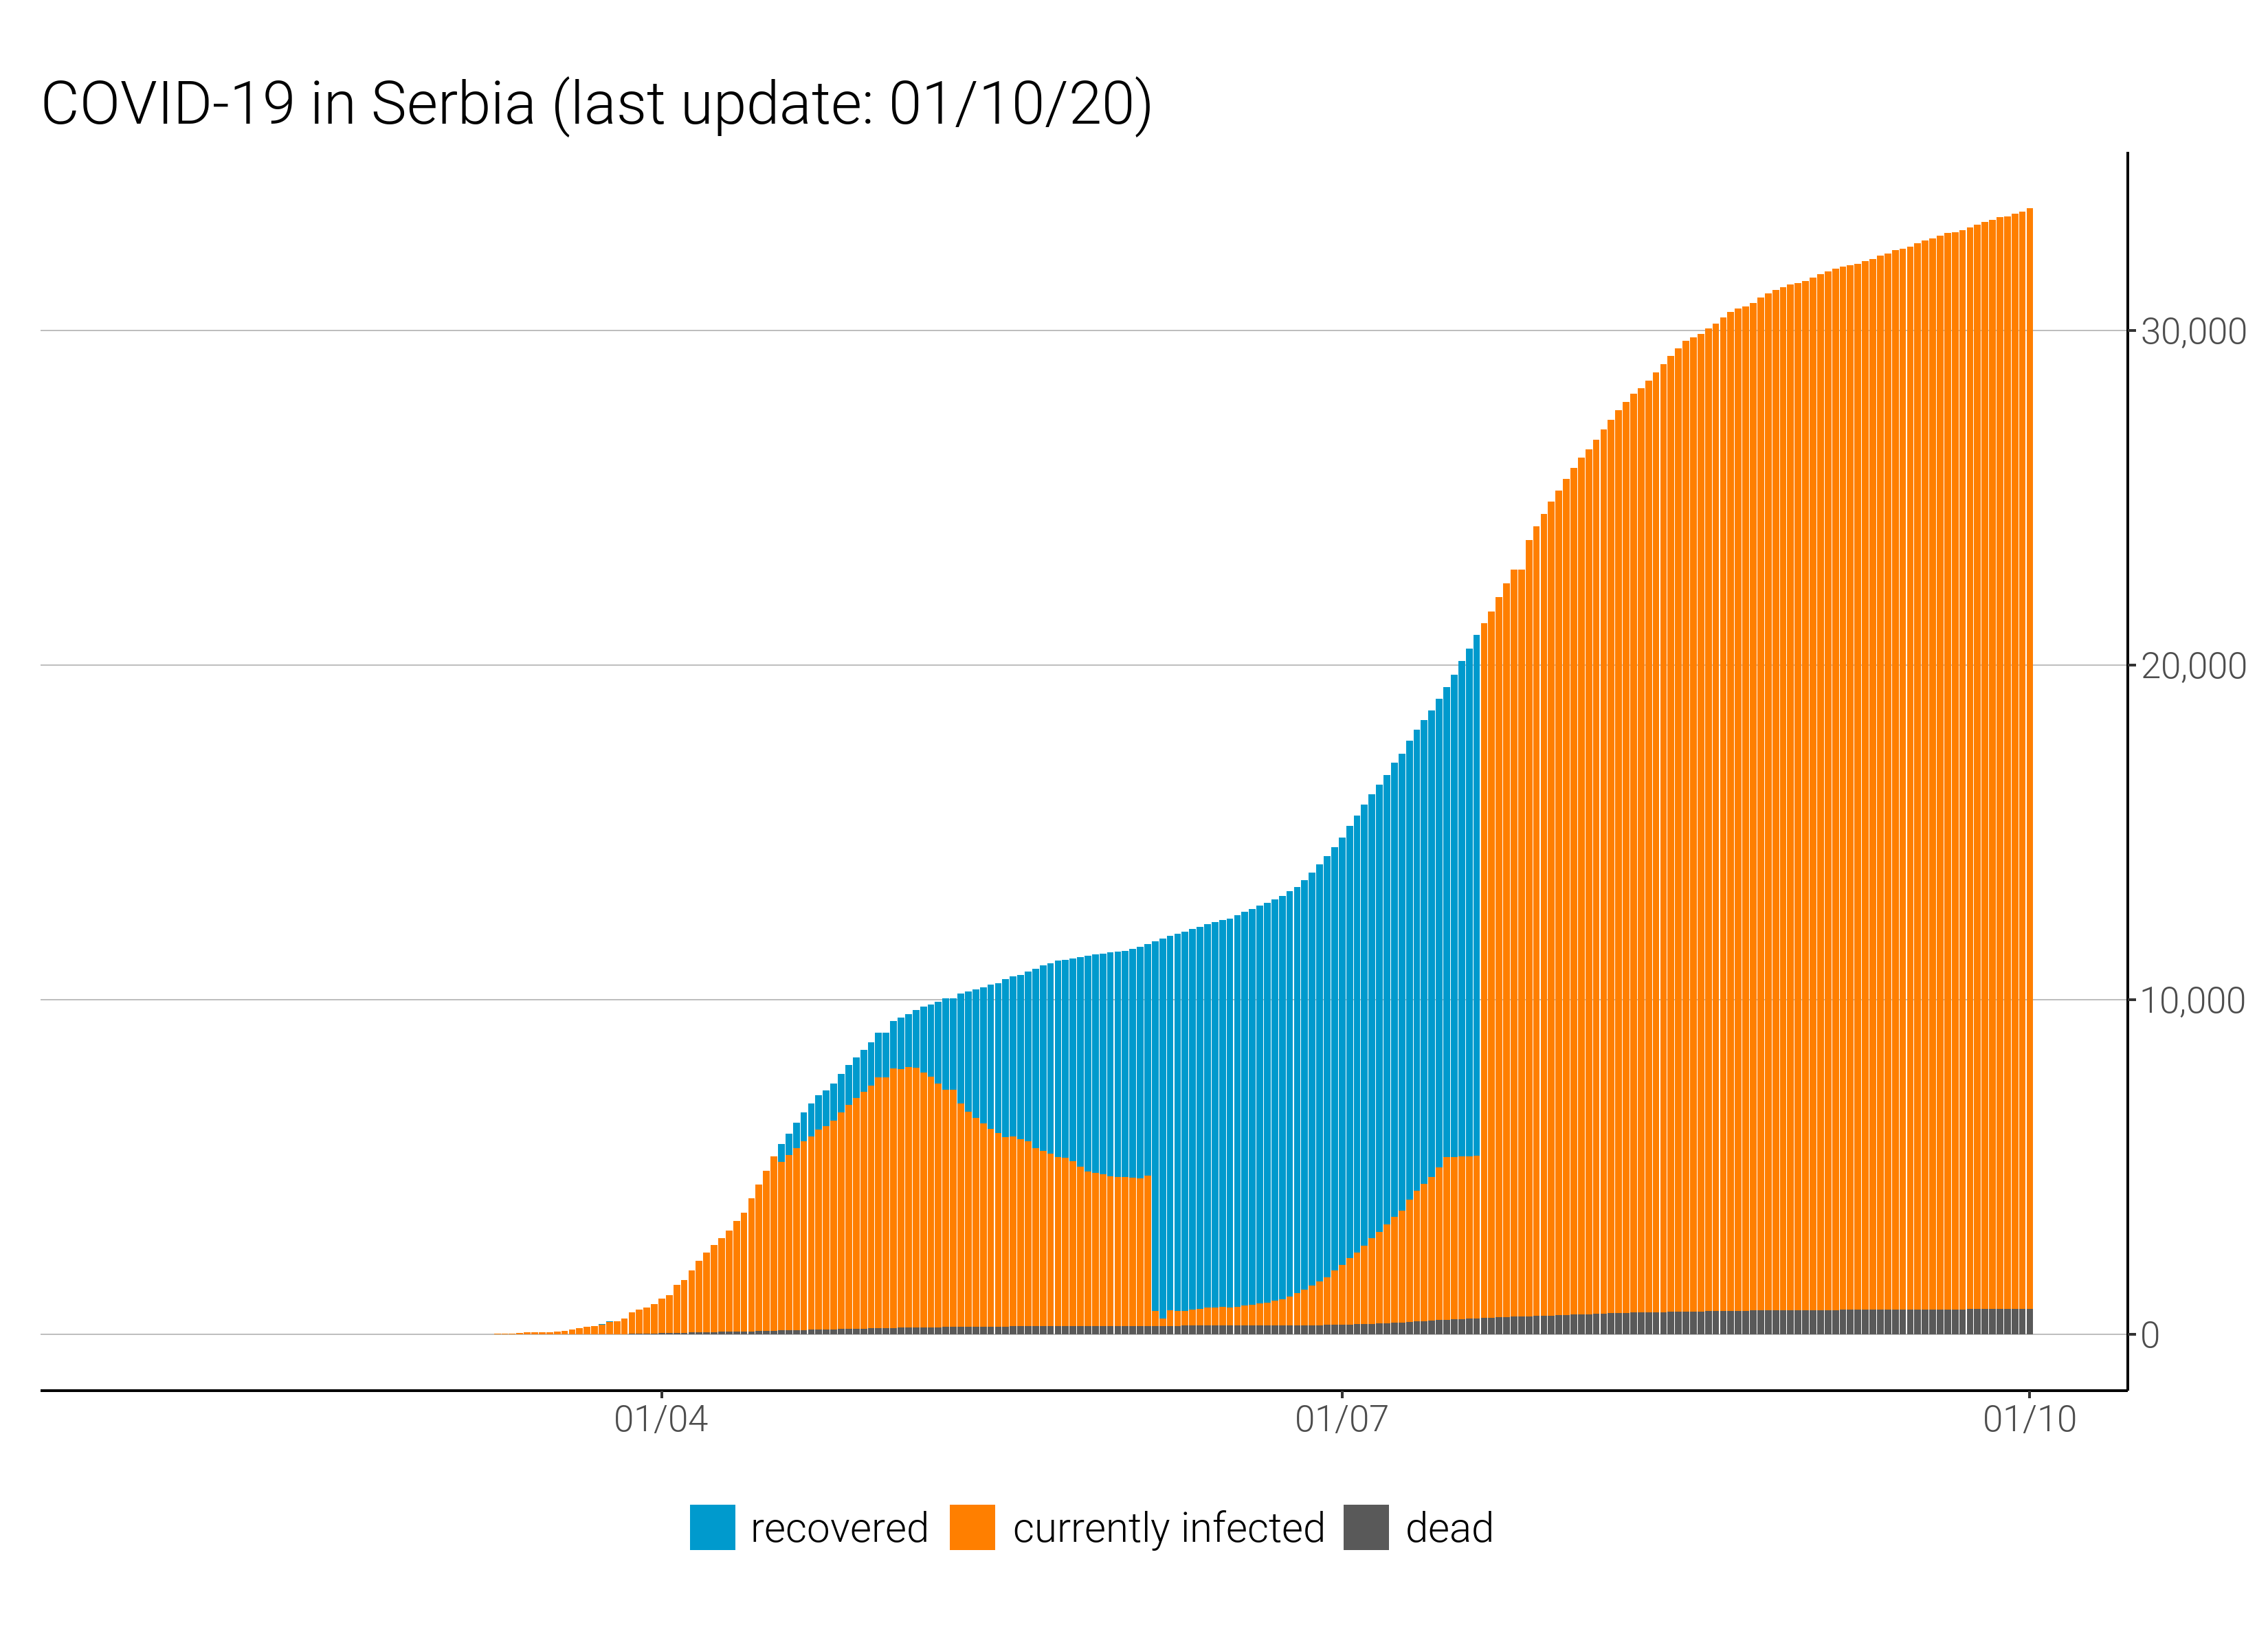 COVID-19 in Serbia (last update: 01/10/20)
30,000
20,000
10,000
0
01/04 01/07 01/10
recovered currently infected dead